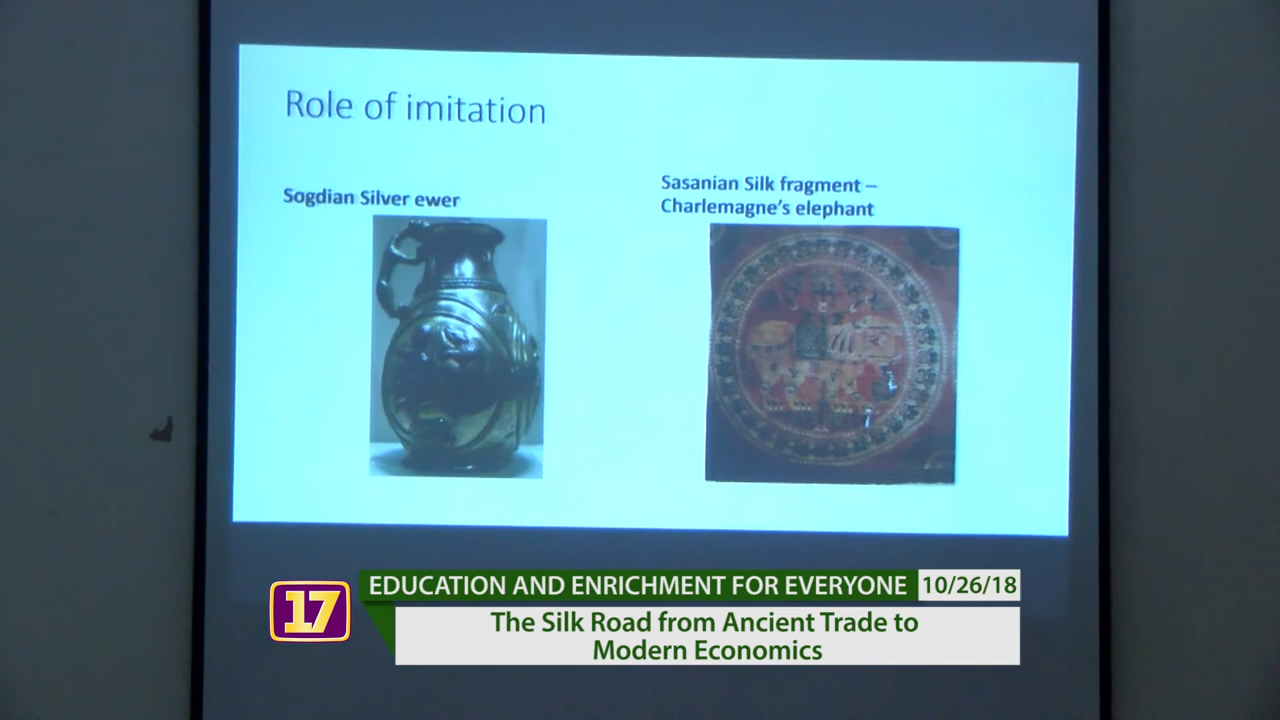 Role of imitation
Sogdian Silver ewer
Sasanian Silk fragment –
Charlemagne's elephant
17
EDUCATION AND ENRICHMENT FOR EVERYONE
10/26/18
The Silk Road from Ancient Trade to
Modern Economics